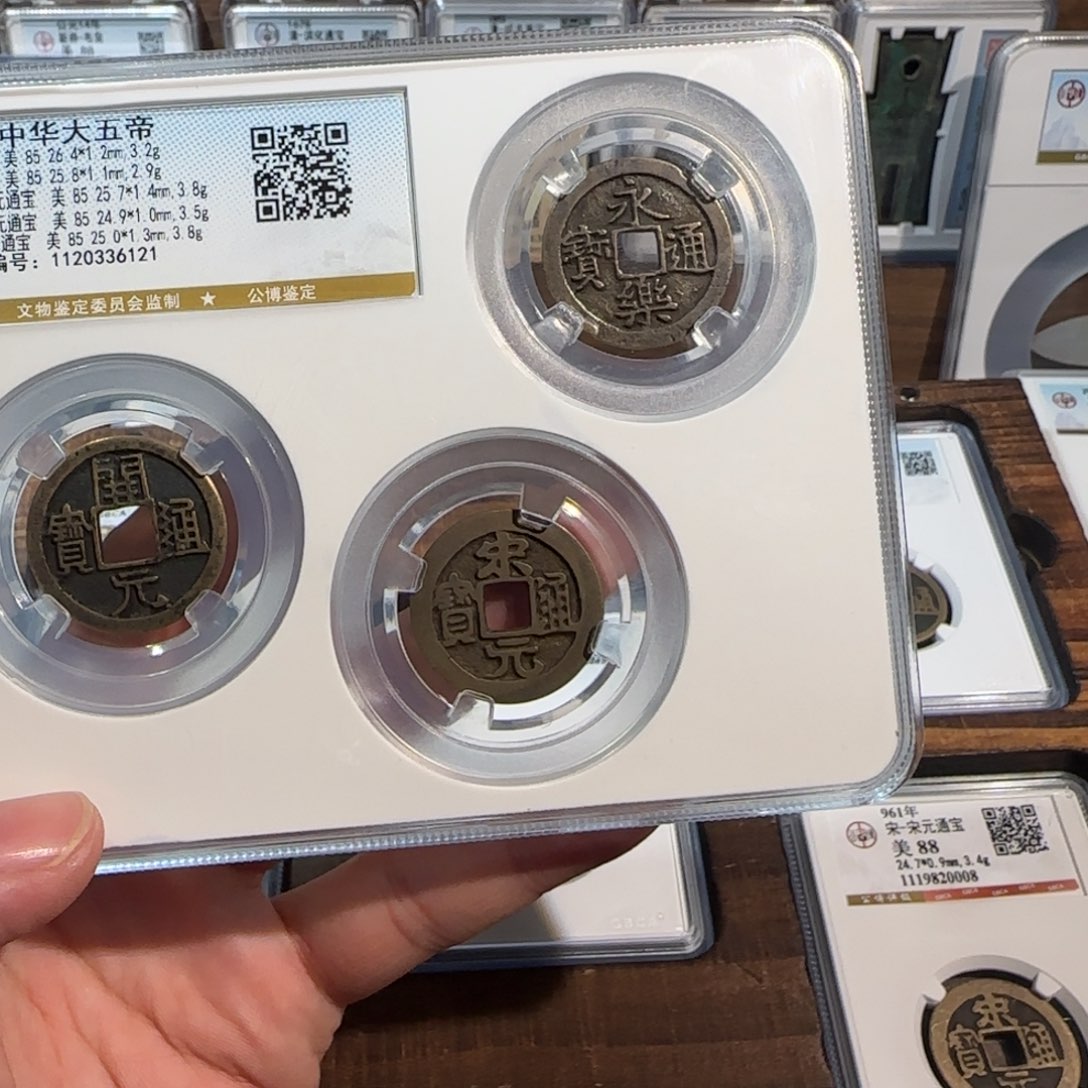 中华大五帝
美 85 26.4*1.2mm,3.2g
美 85 25.8*1.1mm,2.9g
元通宝 美 85 25.7*1.4mm,3.8g
元通宝 美 85 24.9*1.0mm,3.5g
通宝 美 85 25.0*1.3mm,3.8g
编号：1120336121
文物鉴定委员会监制 ★ 公博鉴定
永
寶 通
樂
開
寶 通
元
宋
寶 通
元
961年
宋-宋元通宝
美 88
24.7*0.9mm,3.4g
1119820008
宋
寶 通
元